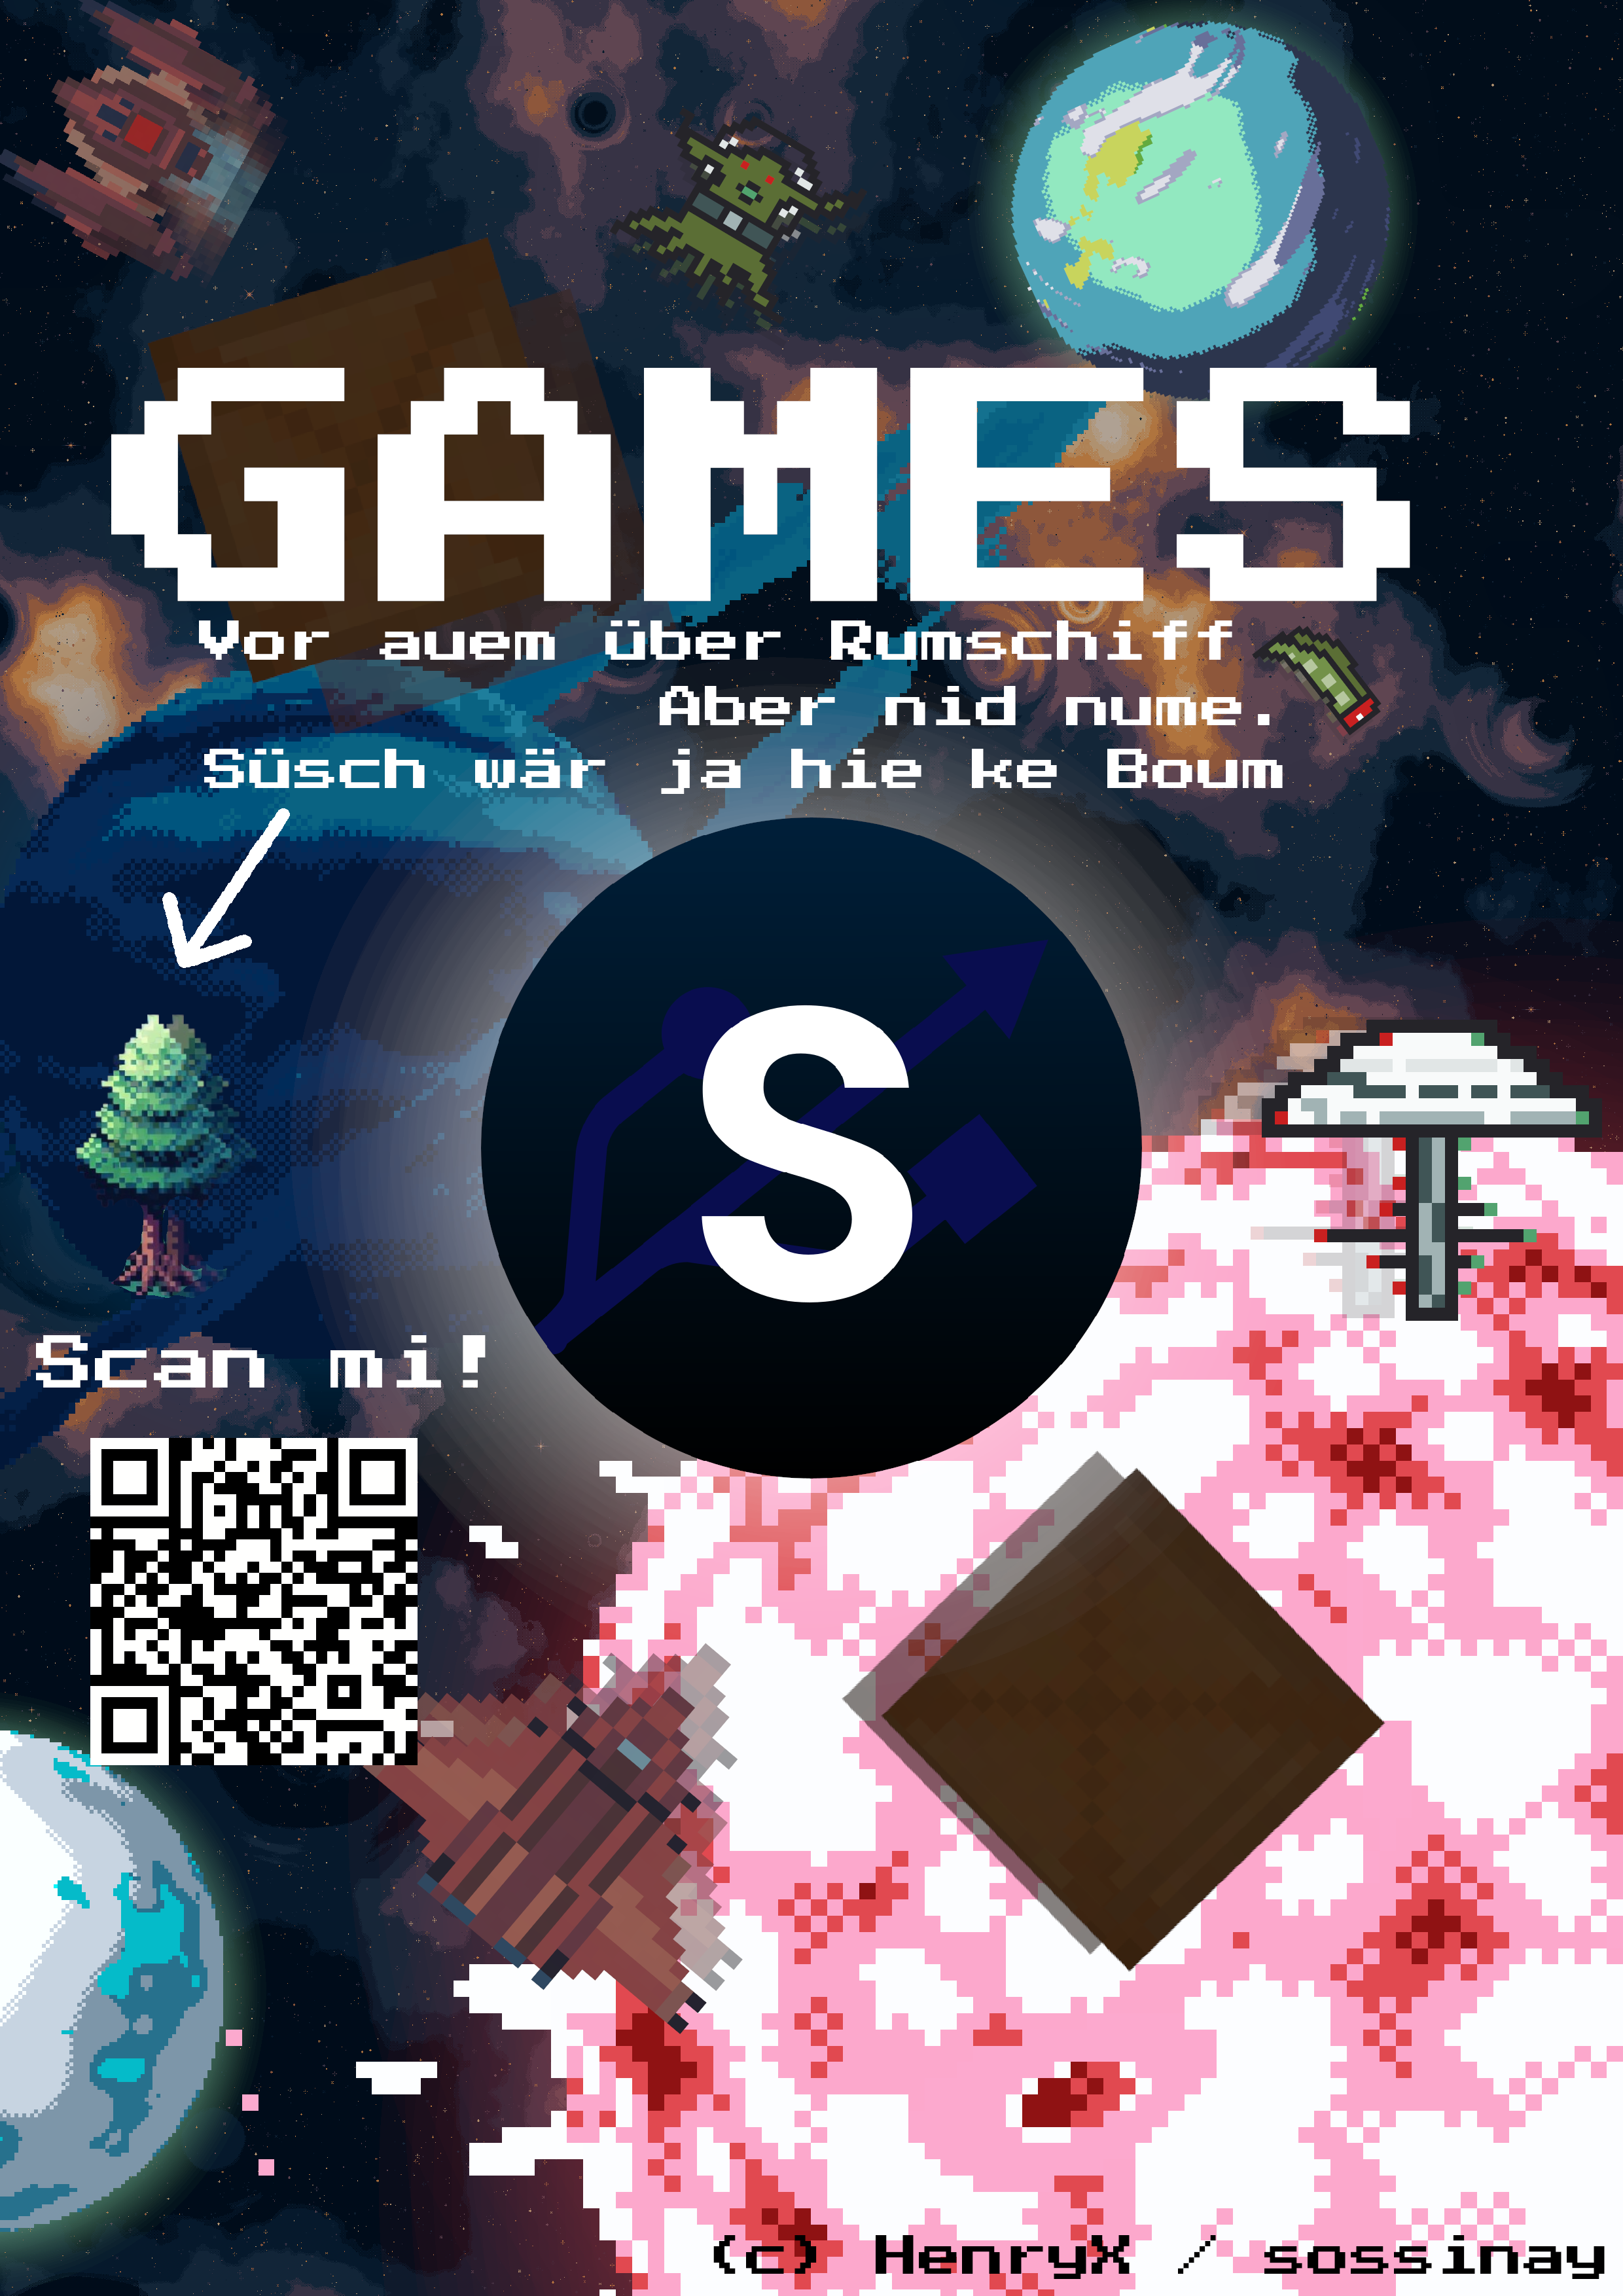 GAMES
Vor auem über Rumschiff
Aber nid nume.
Süsch wär ja hie ke Boum
S
Scan mi!
(c) HenryX / sossinay